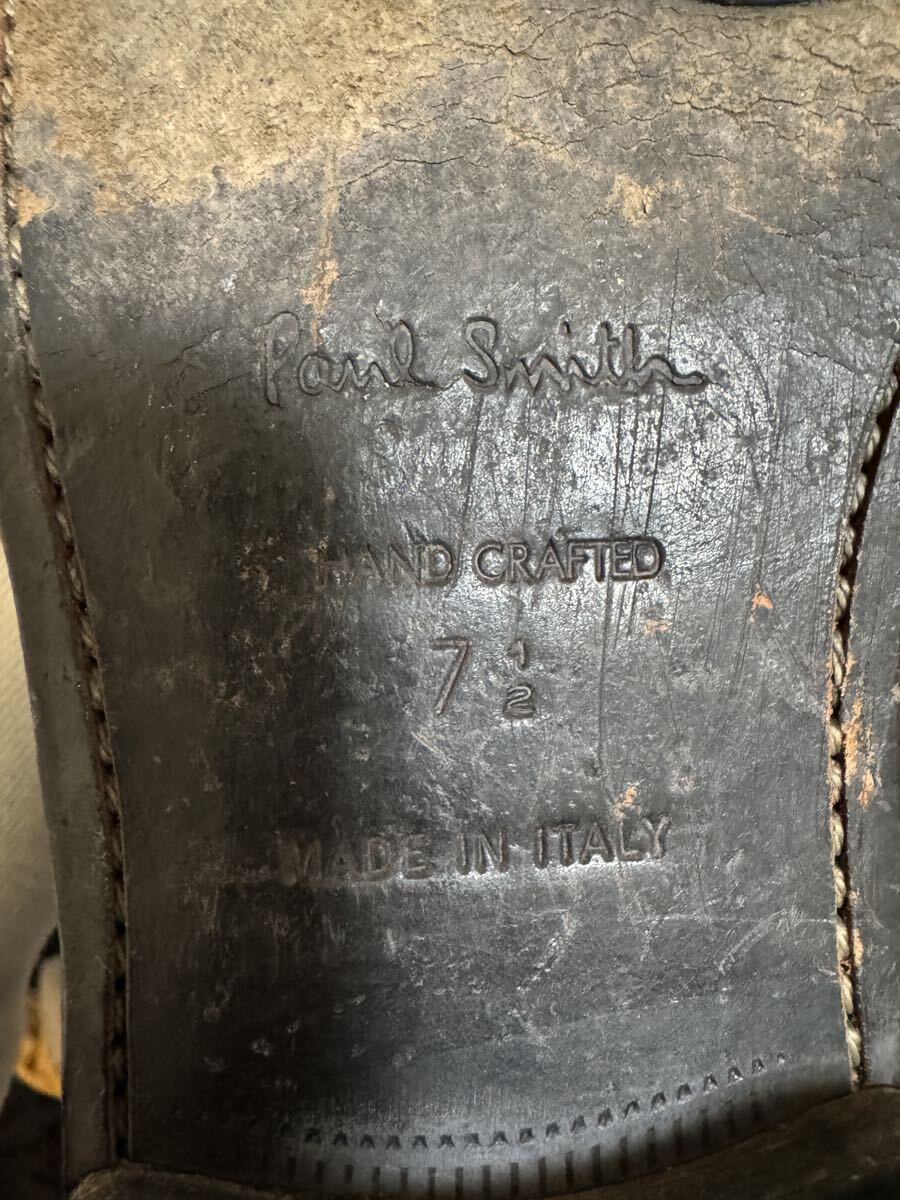 Paul Smith
HAND CRAFTED
7 1/2
MADE IN ITALY